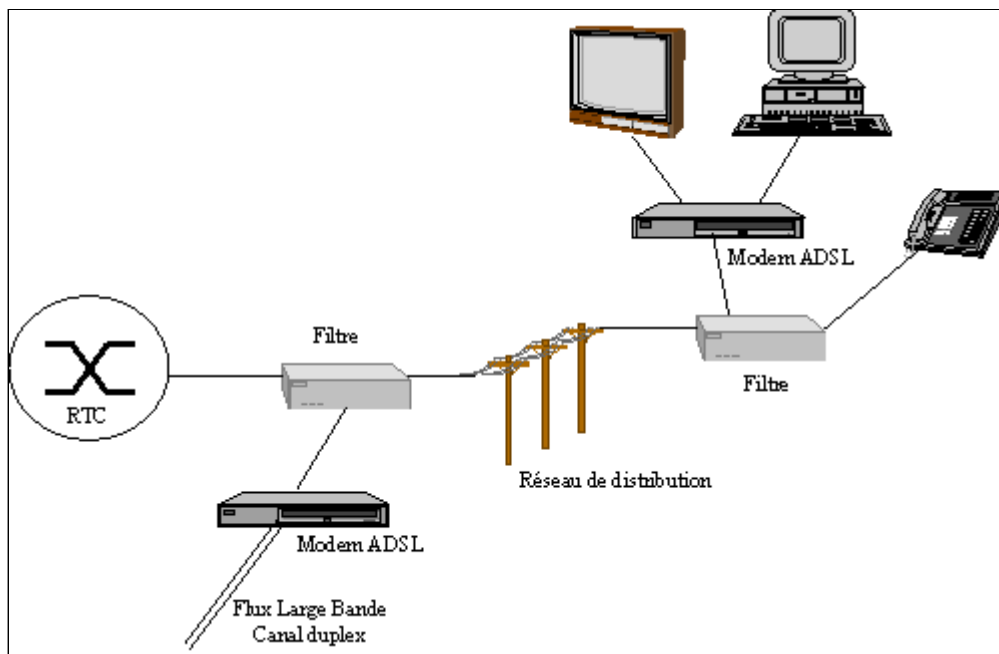 Modem ADSL
Filtre
Filtre
RTC
Réseau de distribution
Modem ADSL
Flux Large Bande
Canal duplex